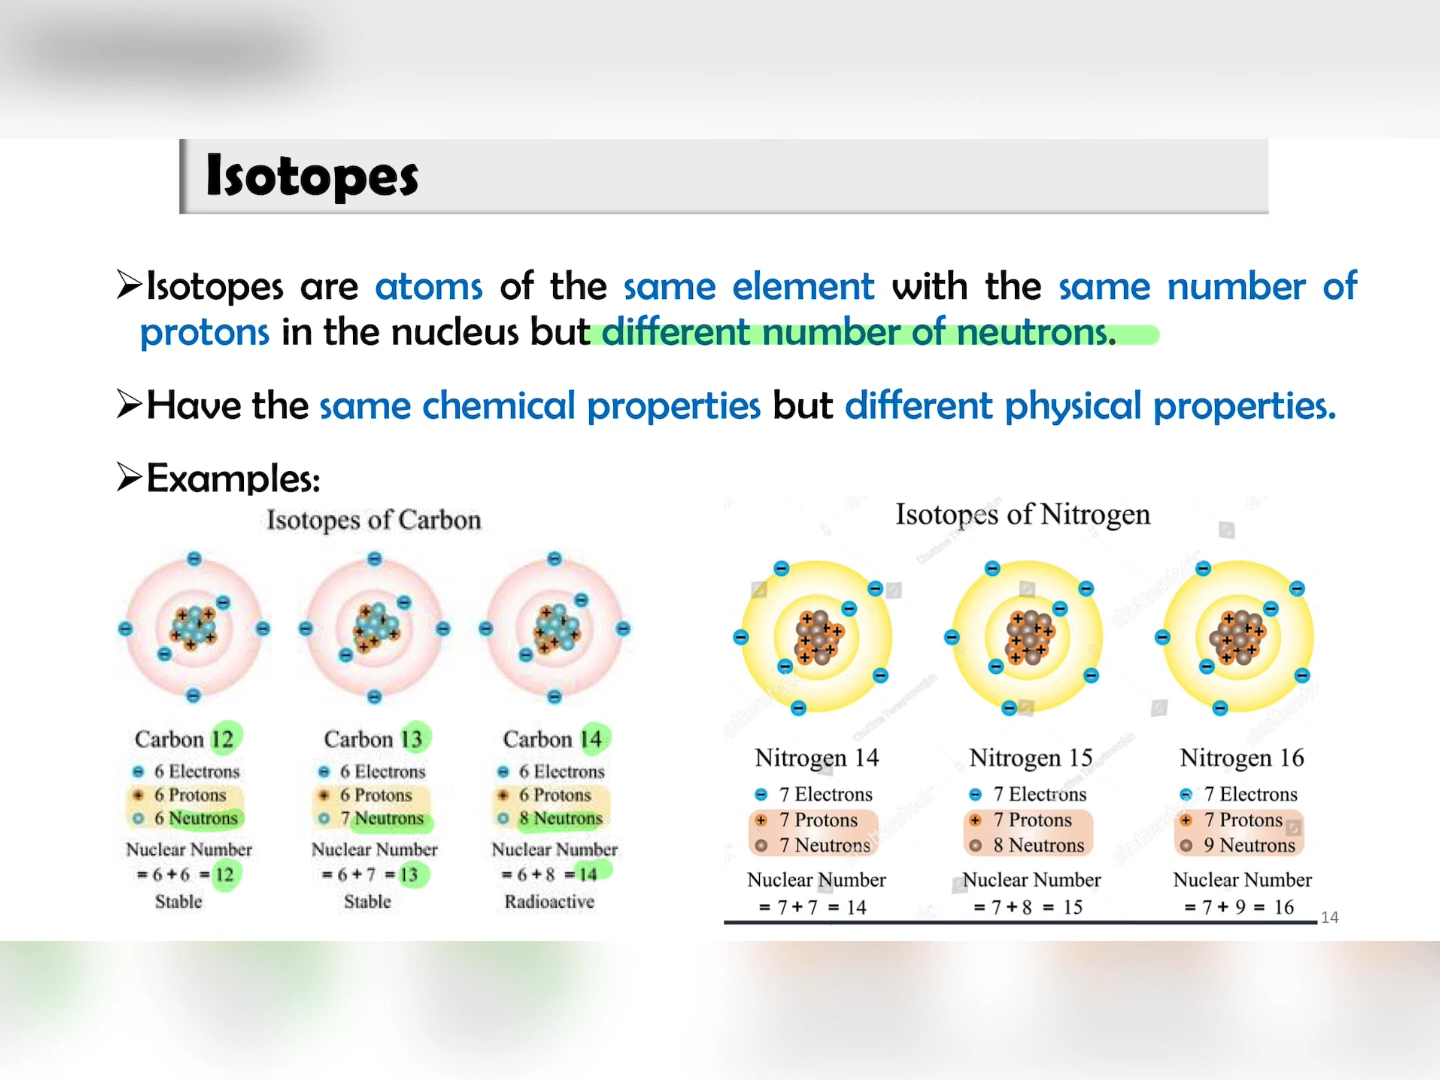 Isotopes
➢Isotopes are atoms of the same element with the same number of
protons in the nucleus but different number of neutrons.
➢Have the same chemical properties but different physical properties.
➢Examples:
Isotopes of Carbon
Carbon 12
6 Electrons
6 Protons
6 Neutrons
Nuclear Number
= 6 + 6 = 12
Stable
Carbon 13
6 Electrons
6 Protons
7 Neutrons
Nuclear Number
= 6 + 7 = 13
Stable
Carbon 14
6 Electrons
6 Protons
8 Neutrons
Nuclear Number
= 6 + 8 = 14
Radioactive
Isotopes of Nitrogen
Nitrogen 14
7 Electrons
7 Protons
7 Neutrons
Nuclear Number
= 7 + 7 = 14
Nitrogen 15
7 Electrons
7 Protons
8 Neutrons
Nuclear Number
= 7 + 8 = 15
Nitrogen 16
7 Electrons
7 Protons
9 Neutrons
Nuclear Number
= 7 + 9 = 16
14